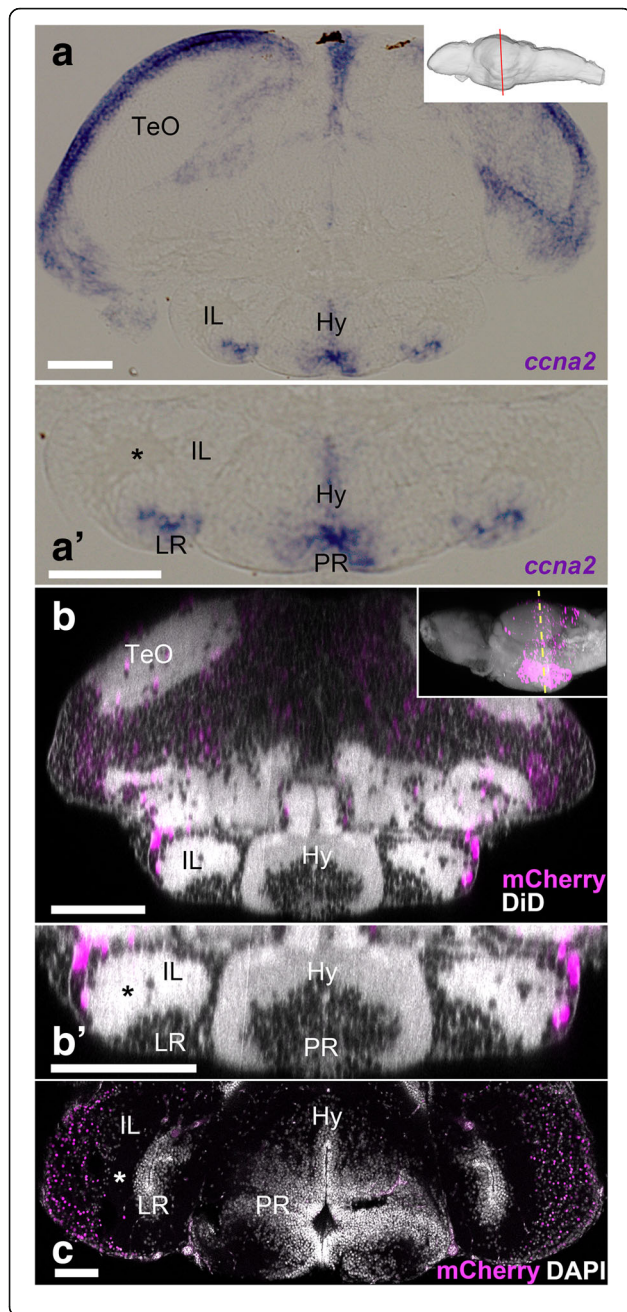 a
TeO
IL
Hy
ccna2
*
IL
Hy
LR
PR
a'
ccna2
b
TeO
IL
Hy
mCherry
DiD
IL
Hy
*
LR
PR
b'
Hy
IL
*
LR
PR
c
mCherry DAPI